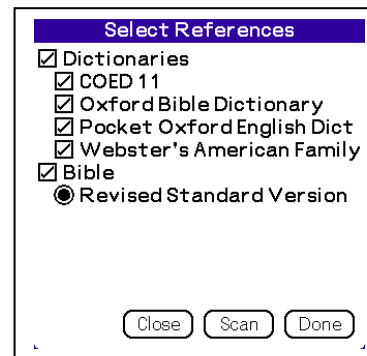 Select References
Dictionaries
COED 11
Oxford Bible Dictionary
Pocket Oxford English Dict
Webster's American Family
Bible
Revised Standard Version
Close Scan Done